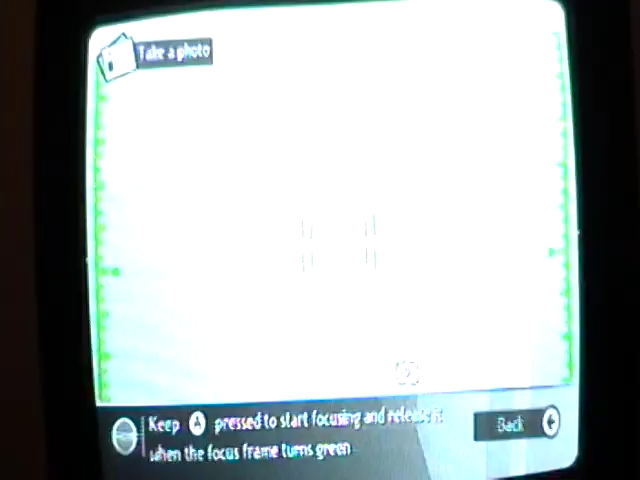 Take a photo
Keep A pressed to start focusing and release it
when the focus frame turns green
Back